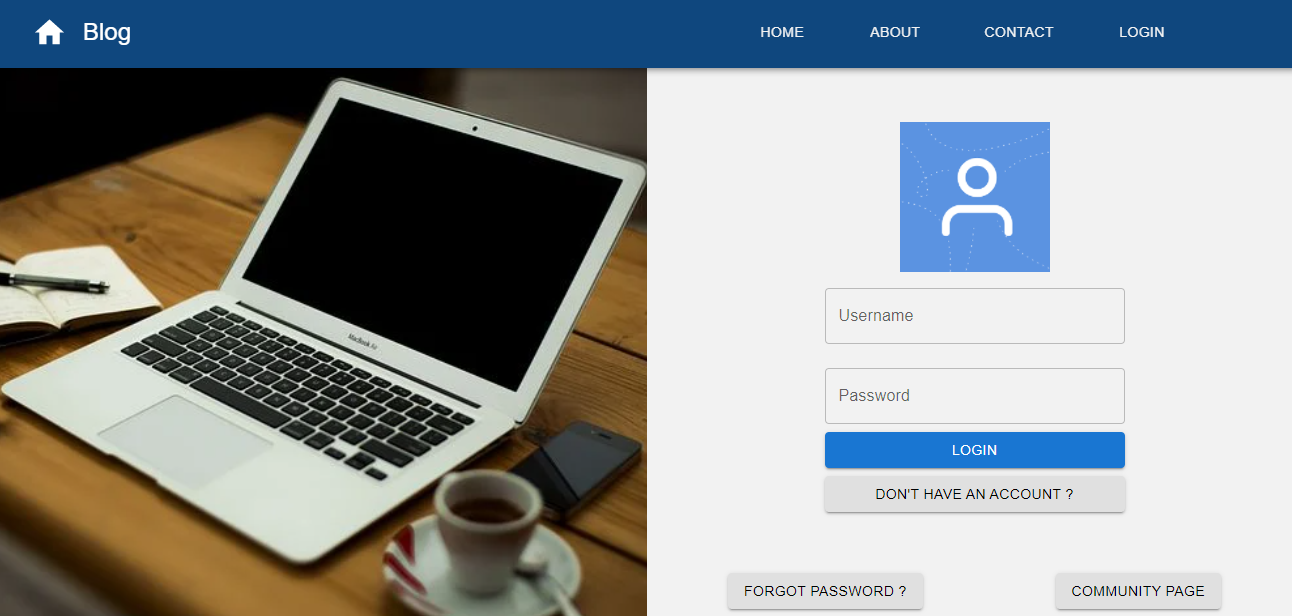 Blog
HOME ABOUT CONTACT LOGIN
MacBook Air
Username
Password
LOGIN
DON'T HAVE AN ACCOUNT ?
FORGOT PASSWORD ?
COMMUNITY PAGE